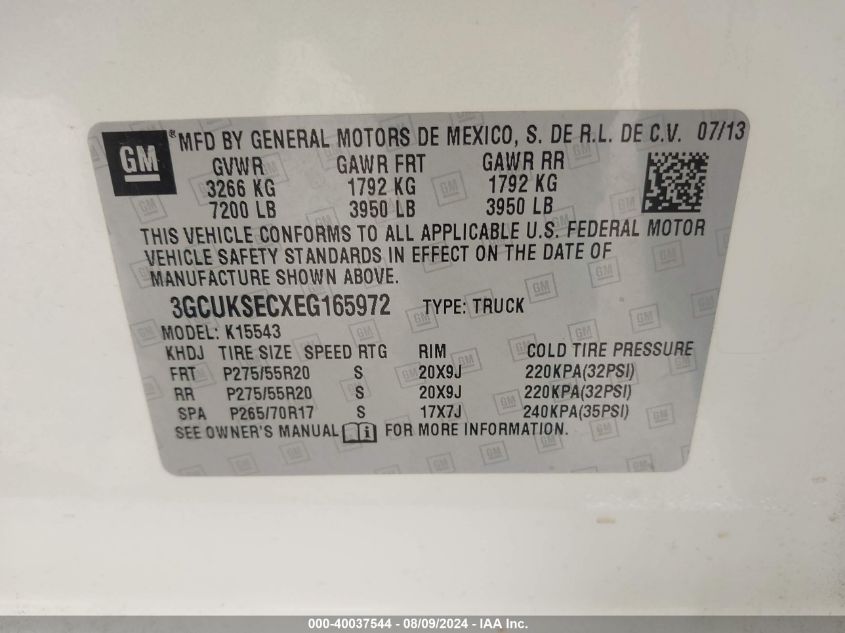 GM ® MFD BY GENERAL MOTORS DE MEXICO, S. DE R.L. DE C.V. 07/13
GVWR GAWR FRT GAWR RR
3266 KG 1792 KG 1792 KG
7200 LB 3950 LB 3950 LB
THIS VEHICLE CONFORMS TO ALL APPLICABLE U.S. FEDERAL MOTOR
VEHICLE SAFETY STANDARDS IN EFFECT ON THE DATE OF
MANUFACTURE SHOWN ABOVE.
3GCUKSECXEG165972 TYPE: TRUCK
MODEL: K15543
KHDJ TIRE SIZE SPEED RTG RIM COLD TIRE PRESSURE
FRT P275/55R20 S 20X9J 220KPA(32PSI)
RR P275/55R20 S 20X9J 220KPA(32PSI)
SPA P265/70R17 S 17X7J 240KPA(35PSI)
SEE OWNER'S MANUAL i FOR MORE INFORMATION.
000-40037544 - 08/09/2024 - IAA Inc.